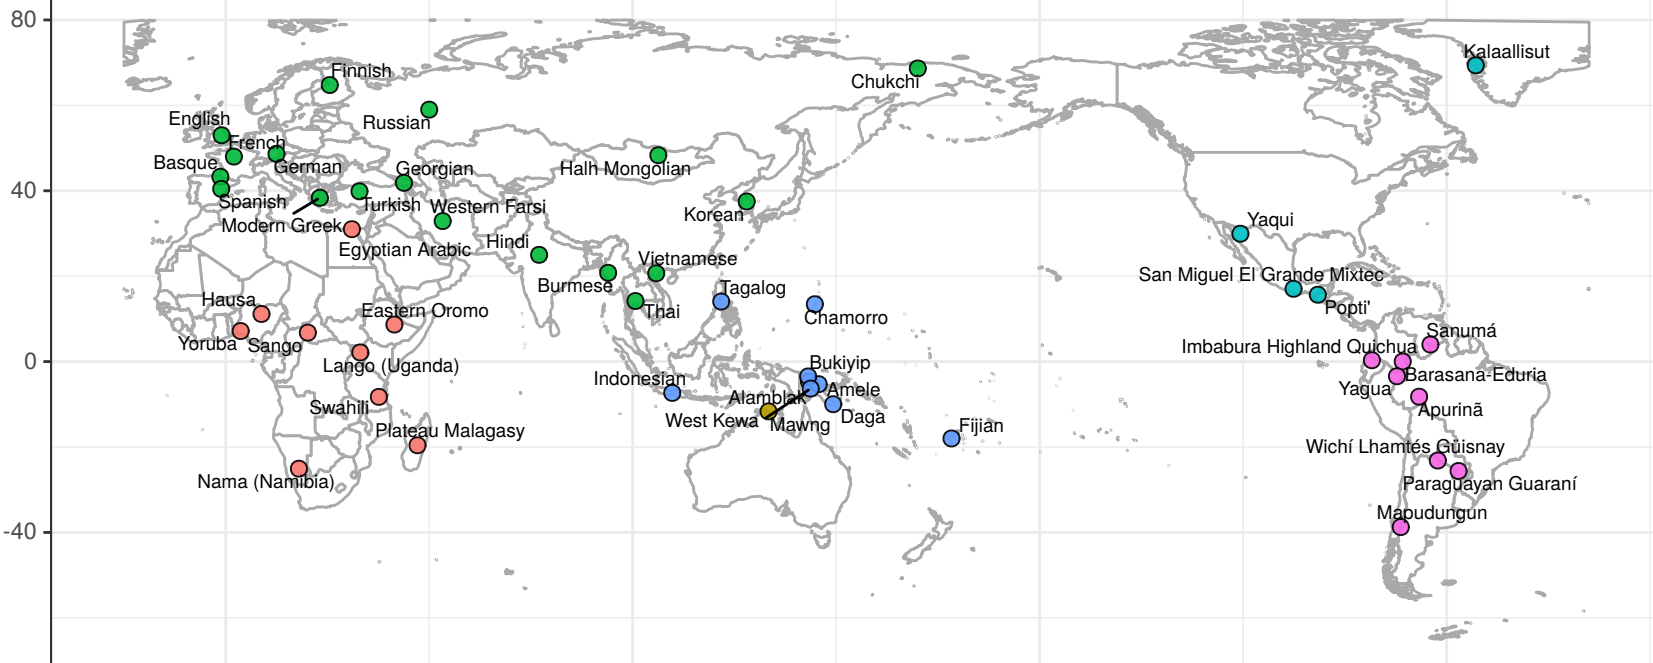 80
Kalaallisut
Finnish
Chukchi
English
Russian
French
Basque
German
Georgian
Halh Mongolian
40
Spanish
Turkish
Western Farsi
Korean
Modern Greek
Yaqui
Egyptian Arabic
Hindi
Vietnamese
San Miguel El Grande Mixtec
Burmese
Tagalog
Hausa
Eastern Oromo
Thai
Chamorro
Popti'
Yoruba
Sango
Sanumá
Imbabura Highland Quichua
0
Lango (Uganda)
Bukiyip
Indonesian
Barasana-Eduria
Yagua
Alamblak
Amele
Swahili
Apurinã
West Kewa
Mawng
Daga
Fijian
Plateau Malagasy
Wichí Lhamtés Güisnay
Nama (Namibia)
Paraguayan Guaraní
Mapudungun
-40